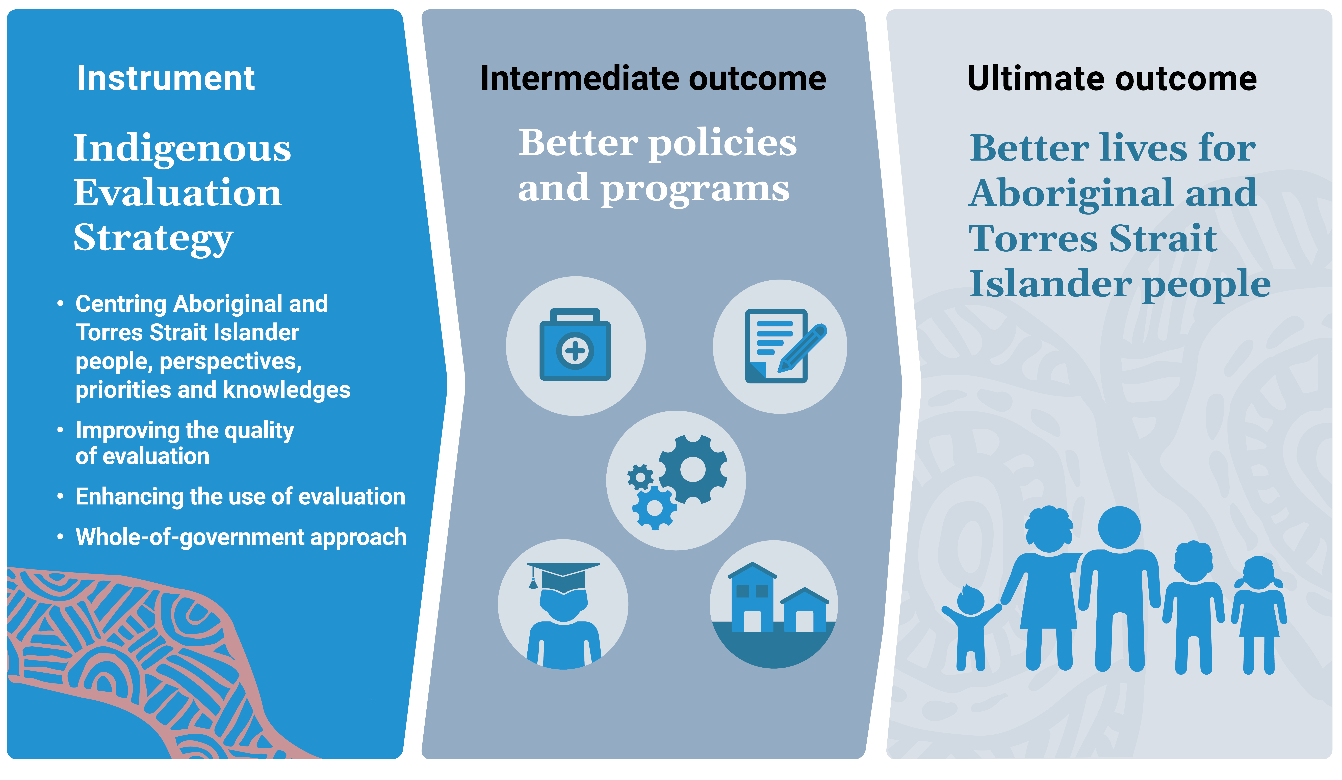 Instrument
Indigenous
Evaluation
Strategy
• Centring Aboriginal and
Torres Strait Islander
people, perspectives,
priorities and knowledges
• Improving the quality
of evaluation
• Enhancing the use of evaluation
• Whole-of-government approach
Intermediate outcome
Better policies
and programs
Ultimate outcome
Better lives for
Aboriginal and
Torres Strait
Islander people